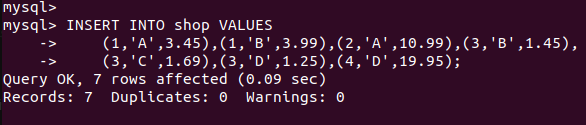 mysql>
mysql> INSERT INTO shop VALUES
    ->     (1,'A',3.45),(1,'B',3.99),(2,'A',10.99),(3,'B',1.45),
    ->     (3,'C',1.69),(3,'D',1.25),(4,'D',19.95);
Query OK, 7 rows affected (0.09 sec)
Records: 7  Duplicates: 0  Warnings: 0